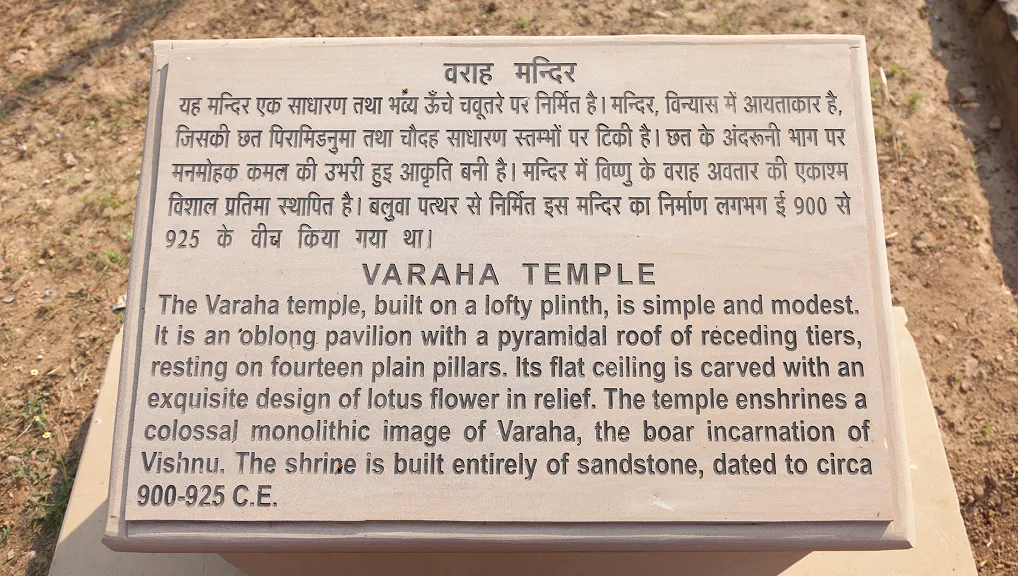 वराह मन्दिर
यह मन्दिर एक साधारण तथा भव्य ऊँचे चवूतरे पर निर्मित है। मन्दिर, विन्यास में आयताकार है,
जिसकी छत पिरामिडनुमा तथा चौदह साधारण स्तम्भों पर टिकी है। छत के अंदरूनी भाग पर
मनमोहक कमल की उभरी हुइ आकृति बनी है। मन्दिर में विष्णु के वराह अवतार की एकाश्म
विशाल प्रतिमा स्थापित है। बलुवा पत्थर से निर्मित इस मन्दिर का निर्माण लगभग ई 900 से
925 के वीच किया गया था।
VARAHA TEMPLE
The Varaha temple, built on a lofty plinth, is simple and modest.
It is an oblong pavilion with a pyramidal roof of receding tiers,
resting on fourteen plain pillars. Its flat ceiling is carved with an
exquisite design of lotus flower in relief. The temple enshrines a
colossal monolithic image of Varaha, the boar incarnation of
Vishnu. The shrine is built entirely of sandstone, dated to circa
900-925 C.E.